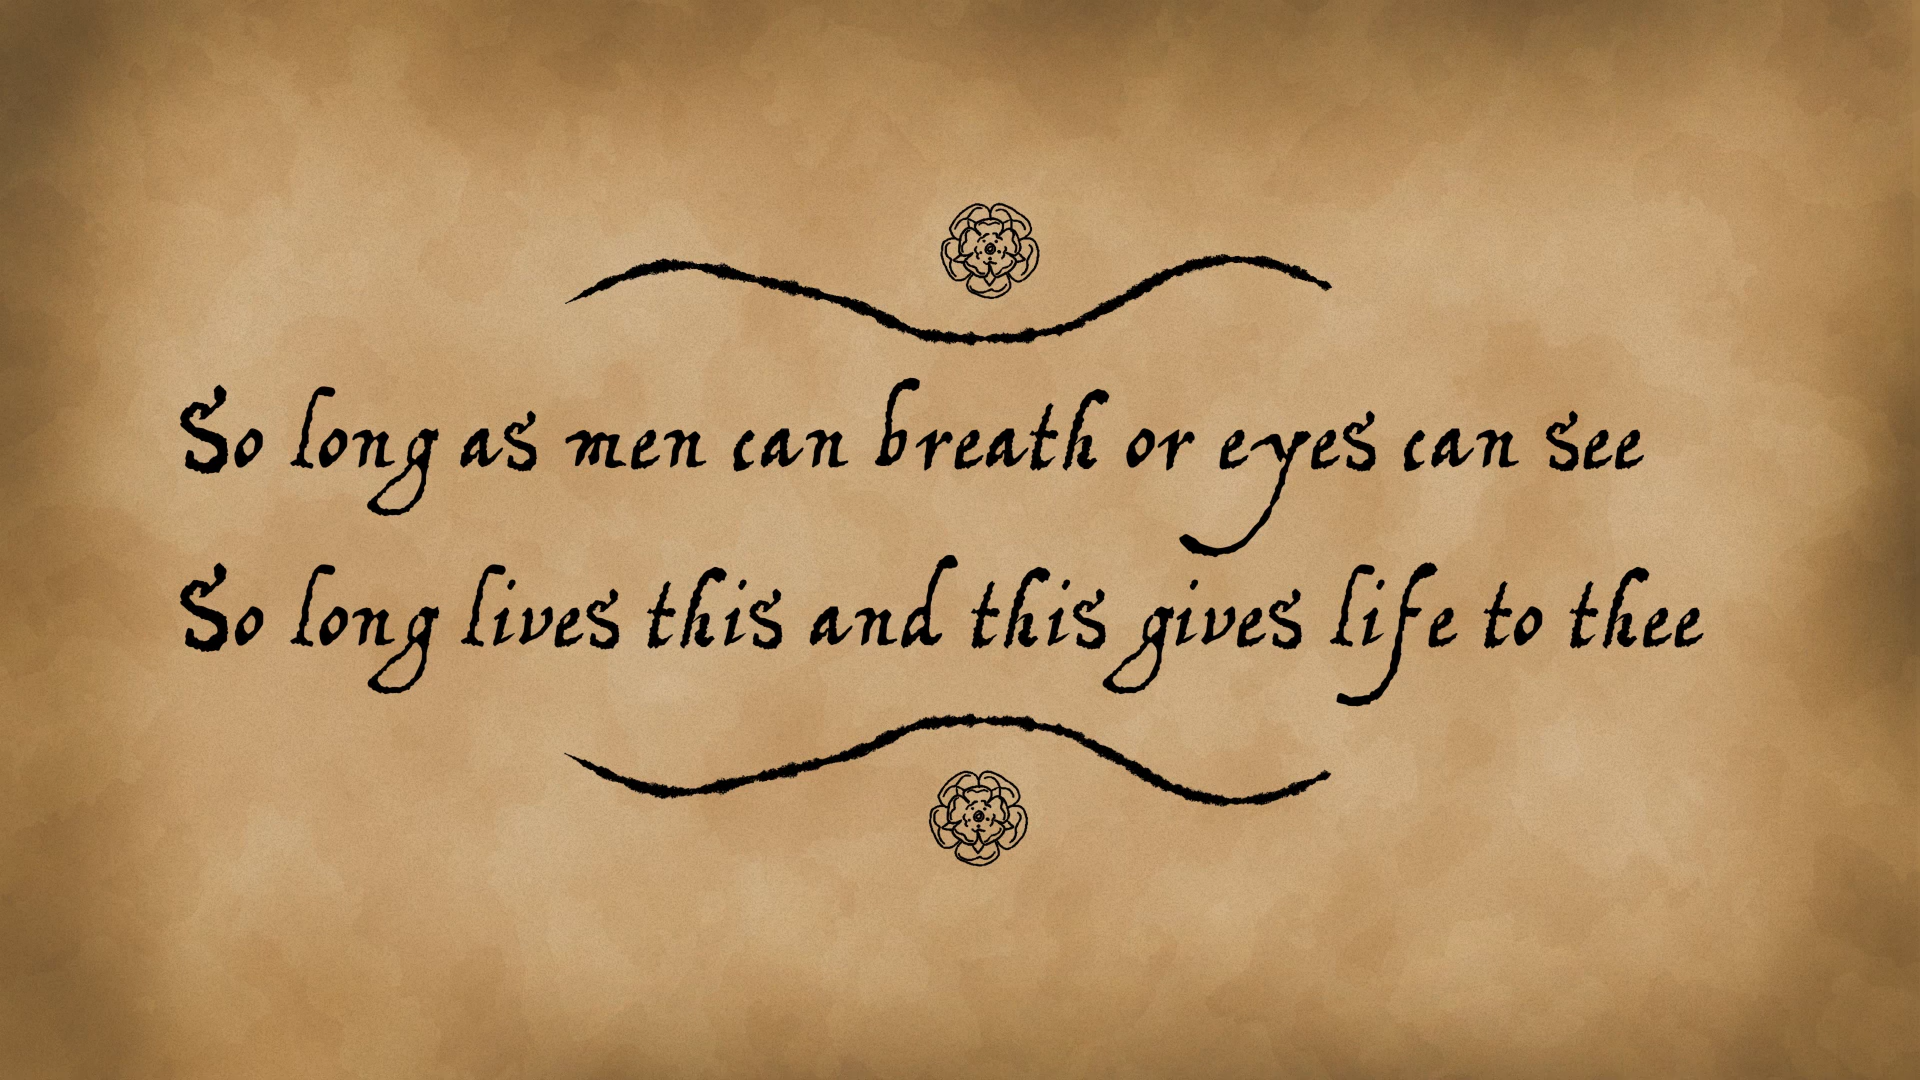 So long as men can breath or eyes can see
So long lives this and this gives life to thee